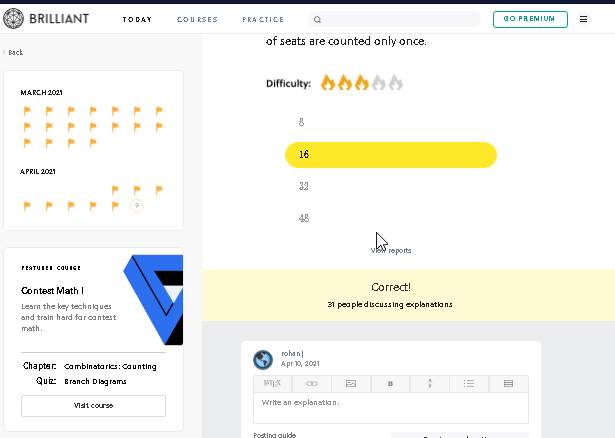 BRILLIANT
TODAY
COURSES
PRACTICE
GO PREMIUM
Back
MARCH 2021
APRIL 2021
9
FEATURED COURSE
Contest Math I
Learn the key techniques
and train hard for contest
math.
Chapter: Combinatorics: Counting
Quiz: Branch Diagrams
Visit course
of seats are counted only once.
Difficulty:
8
16
32
48
View reports
Correct!
31 people discussing explanations
rohan j
Apr 10, 2021
LATEX
B
Write an explanation.
Posting guide